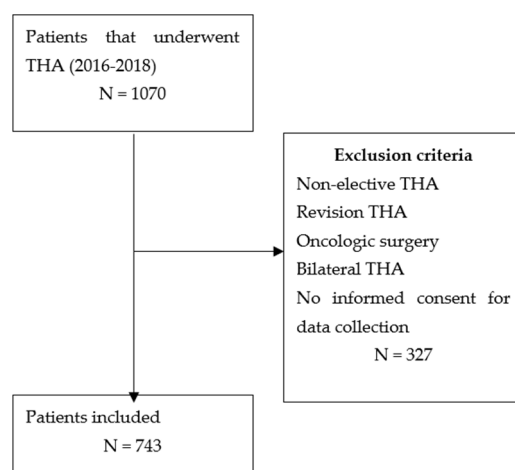 Patients that underwent
THA (2016-2018)
N = 1070
Exclusion criteria
Non-elective THA
Revision THA
Oncologic surgery
Bilateral THA
No informed consent for
data collection
N = 327
Patients included
N = 743